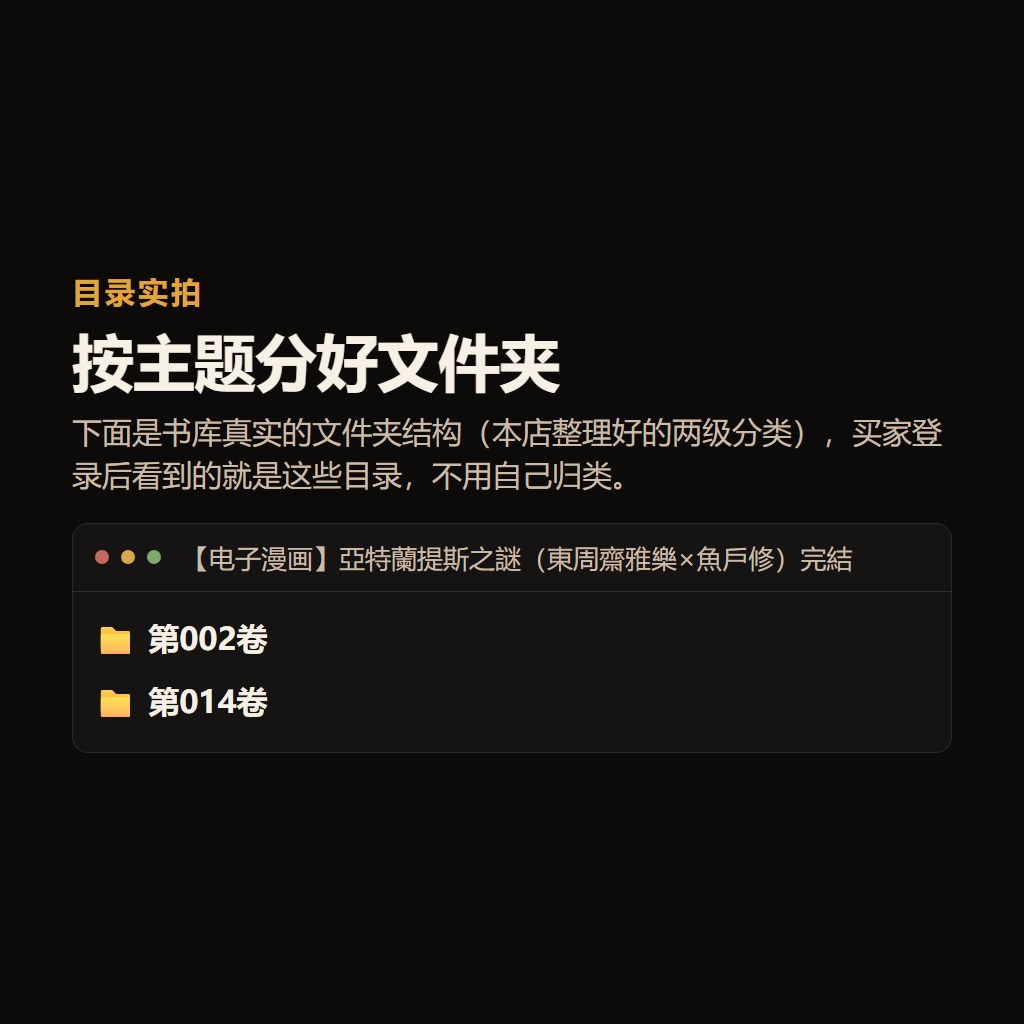 目录实拍
按主题分好文件夹
下面是书库真实的文件夹结构（本店整理好的两级分类），买家登
录后看到的就是这些目录，不用自己归类。
【电子漫画】亞特蘭提斯之謎（東周齋雅樂×魚戶修）完結
第002卷
第014卷